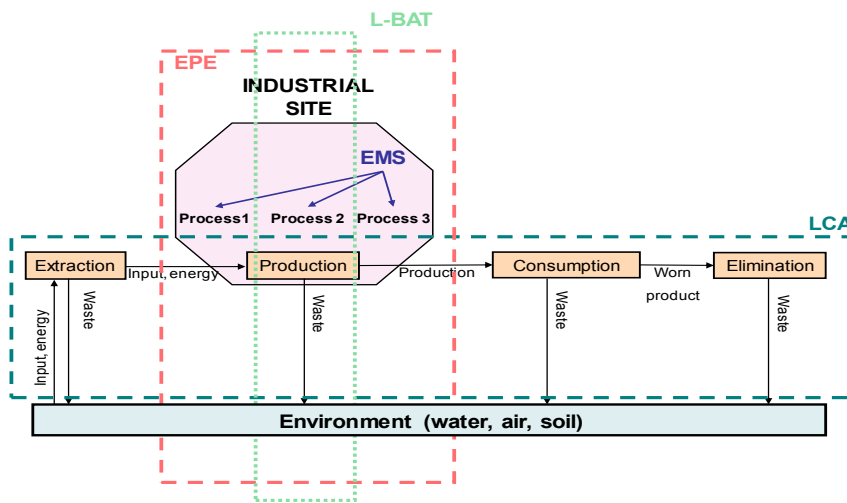 L-BAT
EPE
INDUSTRIAL
SITE
EMS
Process1
Process 2
Process 3
LCA
Extraction
Input, energy
Production
Production
Consumption
Worn
product
Elimination
Input, energy
Waste
Waste
Waste
Waste
Environment (water, air, soil)